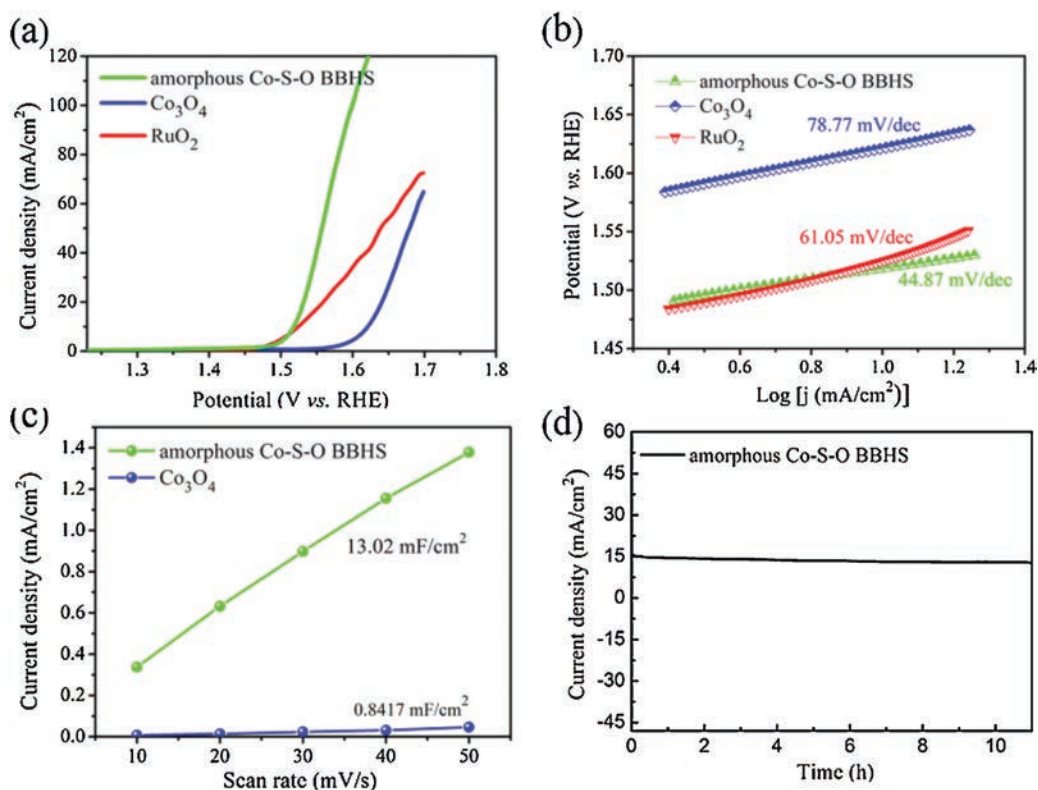 (a)
120
100
80
60
40
20
0
1.3 1.4 1.5 1.6 1.7 1.8
Current density (mA/cm²)
Potential (V vs. RHE)
amorphous Co-S-O BBHS
Co₃O₄
RuO₂
(b)
1.70
1.65
1.60
1.55
1.50
1.45
0.4 0.6 0.8 1.0 1.2 1.4
Potential (V vs. RHE)
Log [j (mA/cm²)]
amorphous Co-S-O BBHS
Co₃O₄
RuO₂
78.77 mV/dec
61.05 mV/dec
44.87 mV/dec
(c)
1.4
1.2
1.0
0.8
0.6
0.4
0.2
0.0
10 20 30 40 50
Current density (mA/cm²)
Scan rate (mV/s)
amorphous Co-S-O BBHS
Co₃O₄
13.02 mF/cm²
0.8417 mF/cm²
(d)
60
45
30
15
0
-15
-30
-45
0 2 4 6 8 10
Current density (mA/cm²)
Time (h)
amorphous Co-S-O BBHS